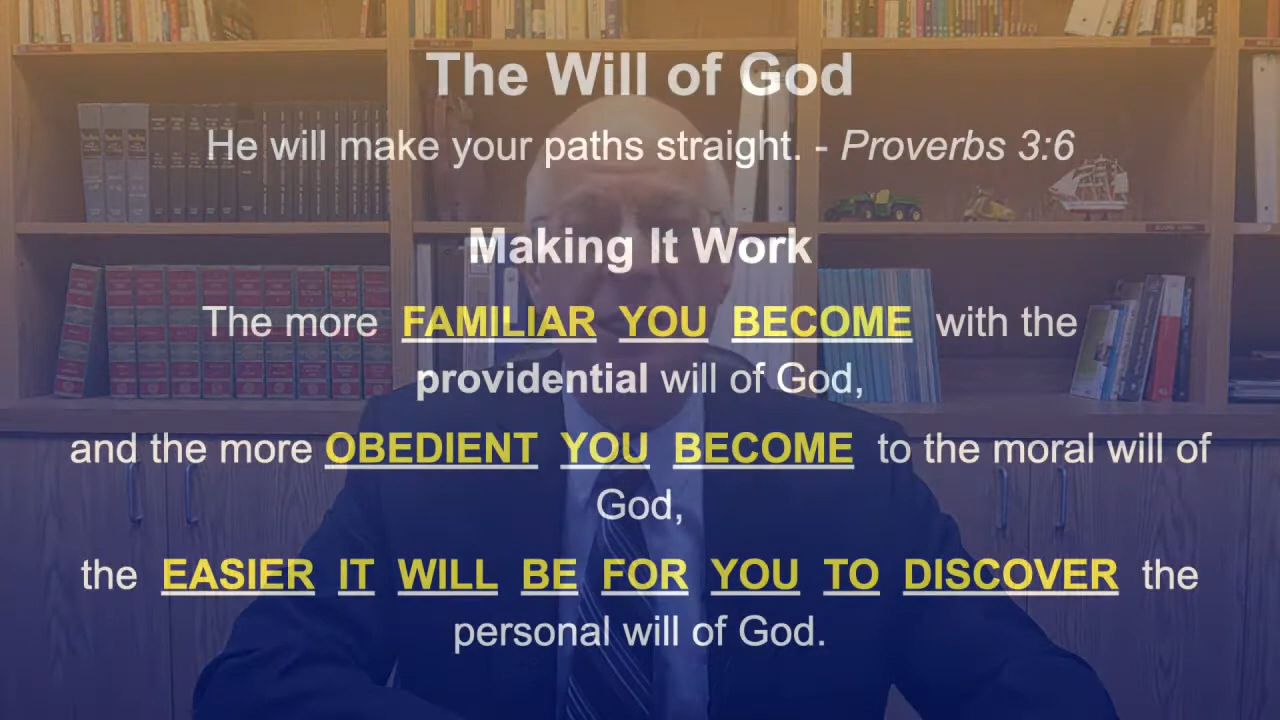 The Will of God
He will make your paths straight. - Proverbs 3:6
Making It Work
The more FAMILIAR YOU BECOME with the
providential will of God,
and the more OBEDIENT YOU BECOME to the moral will of
God,
the EASIER IT WILL BE FOR YOU TO DISCOVER the
personal will of God.